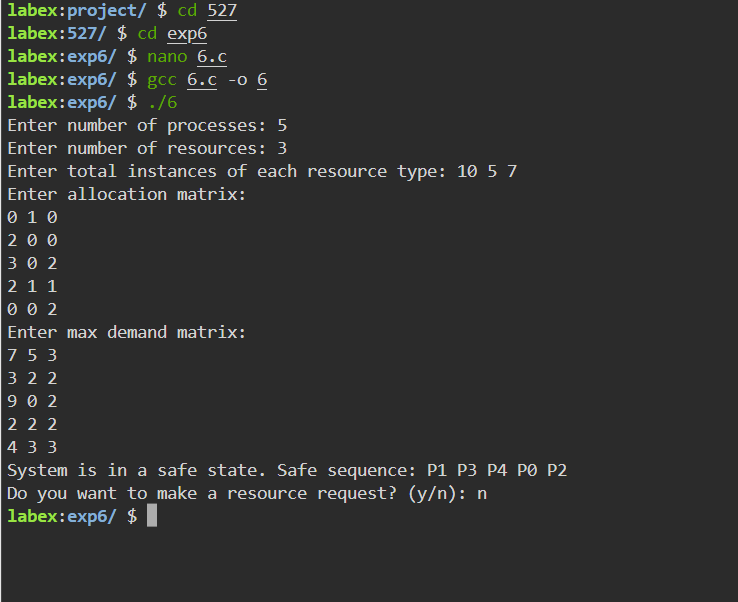 labex:project/ $ cd 527
labex:527/ $ cd exp6
labex:exp6/ $ nano 6.c
labex:exp6/ $ gcc 6.c -o 6
labex:exp6/ $ ./6
Enter number of processes: 5
Enter number of resources: 3
Enter total instances of each resource type: 10 5 7
Enter allocation matrix:
0 1 0
2 0 0
3 0 2
2 1 1
0 0 2
Enter max demand matrix:
7 5 3
3 2 2
9 0 2
2 2 2
4 3 3
System is in a safe state. Safe sequence: P1 P3 P4 P0 P2
Do you want to make a resource request? (y/n): n
labex:exp6/ $